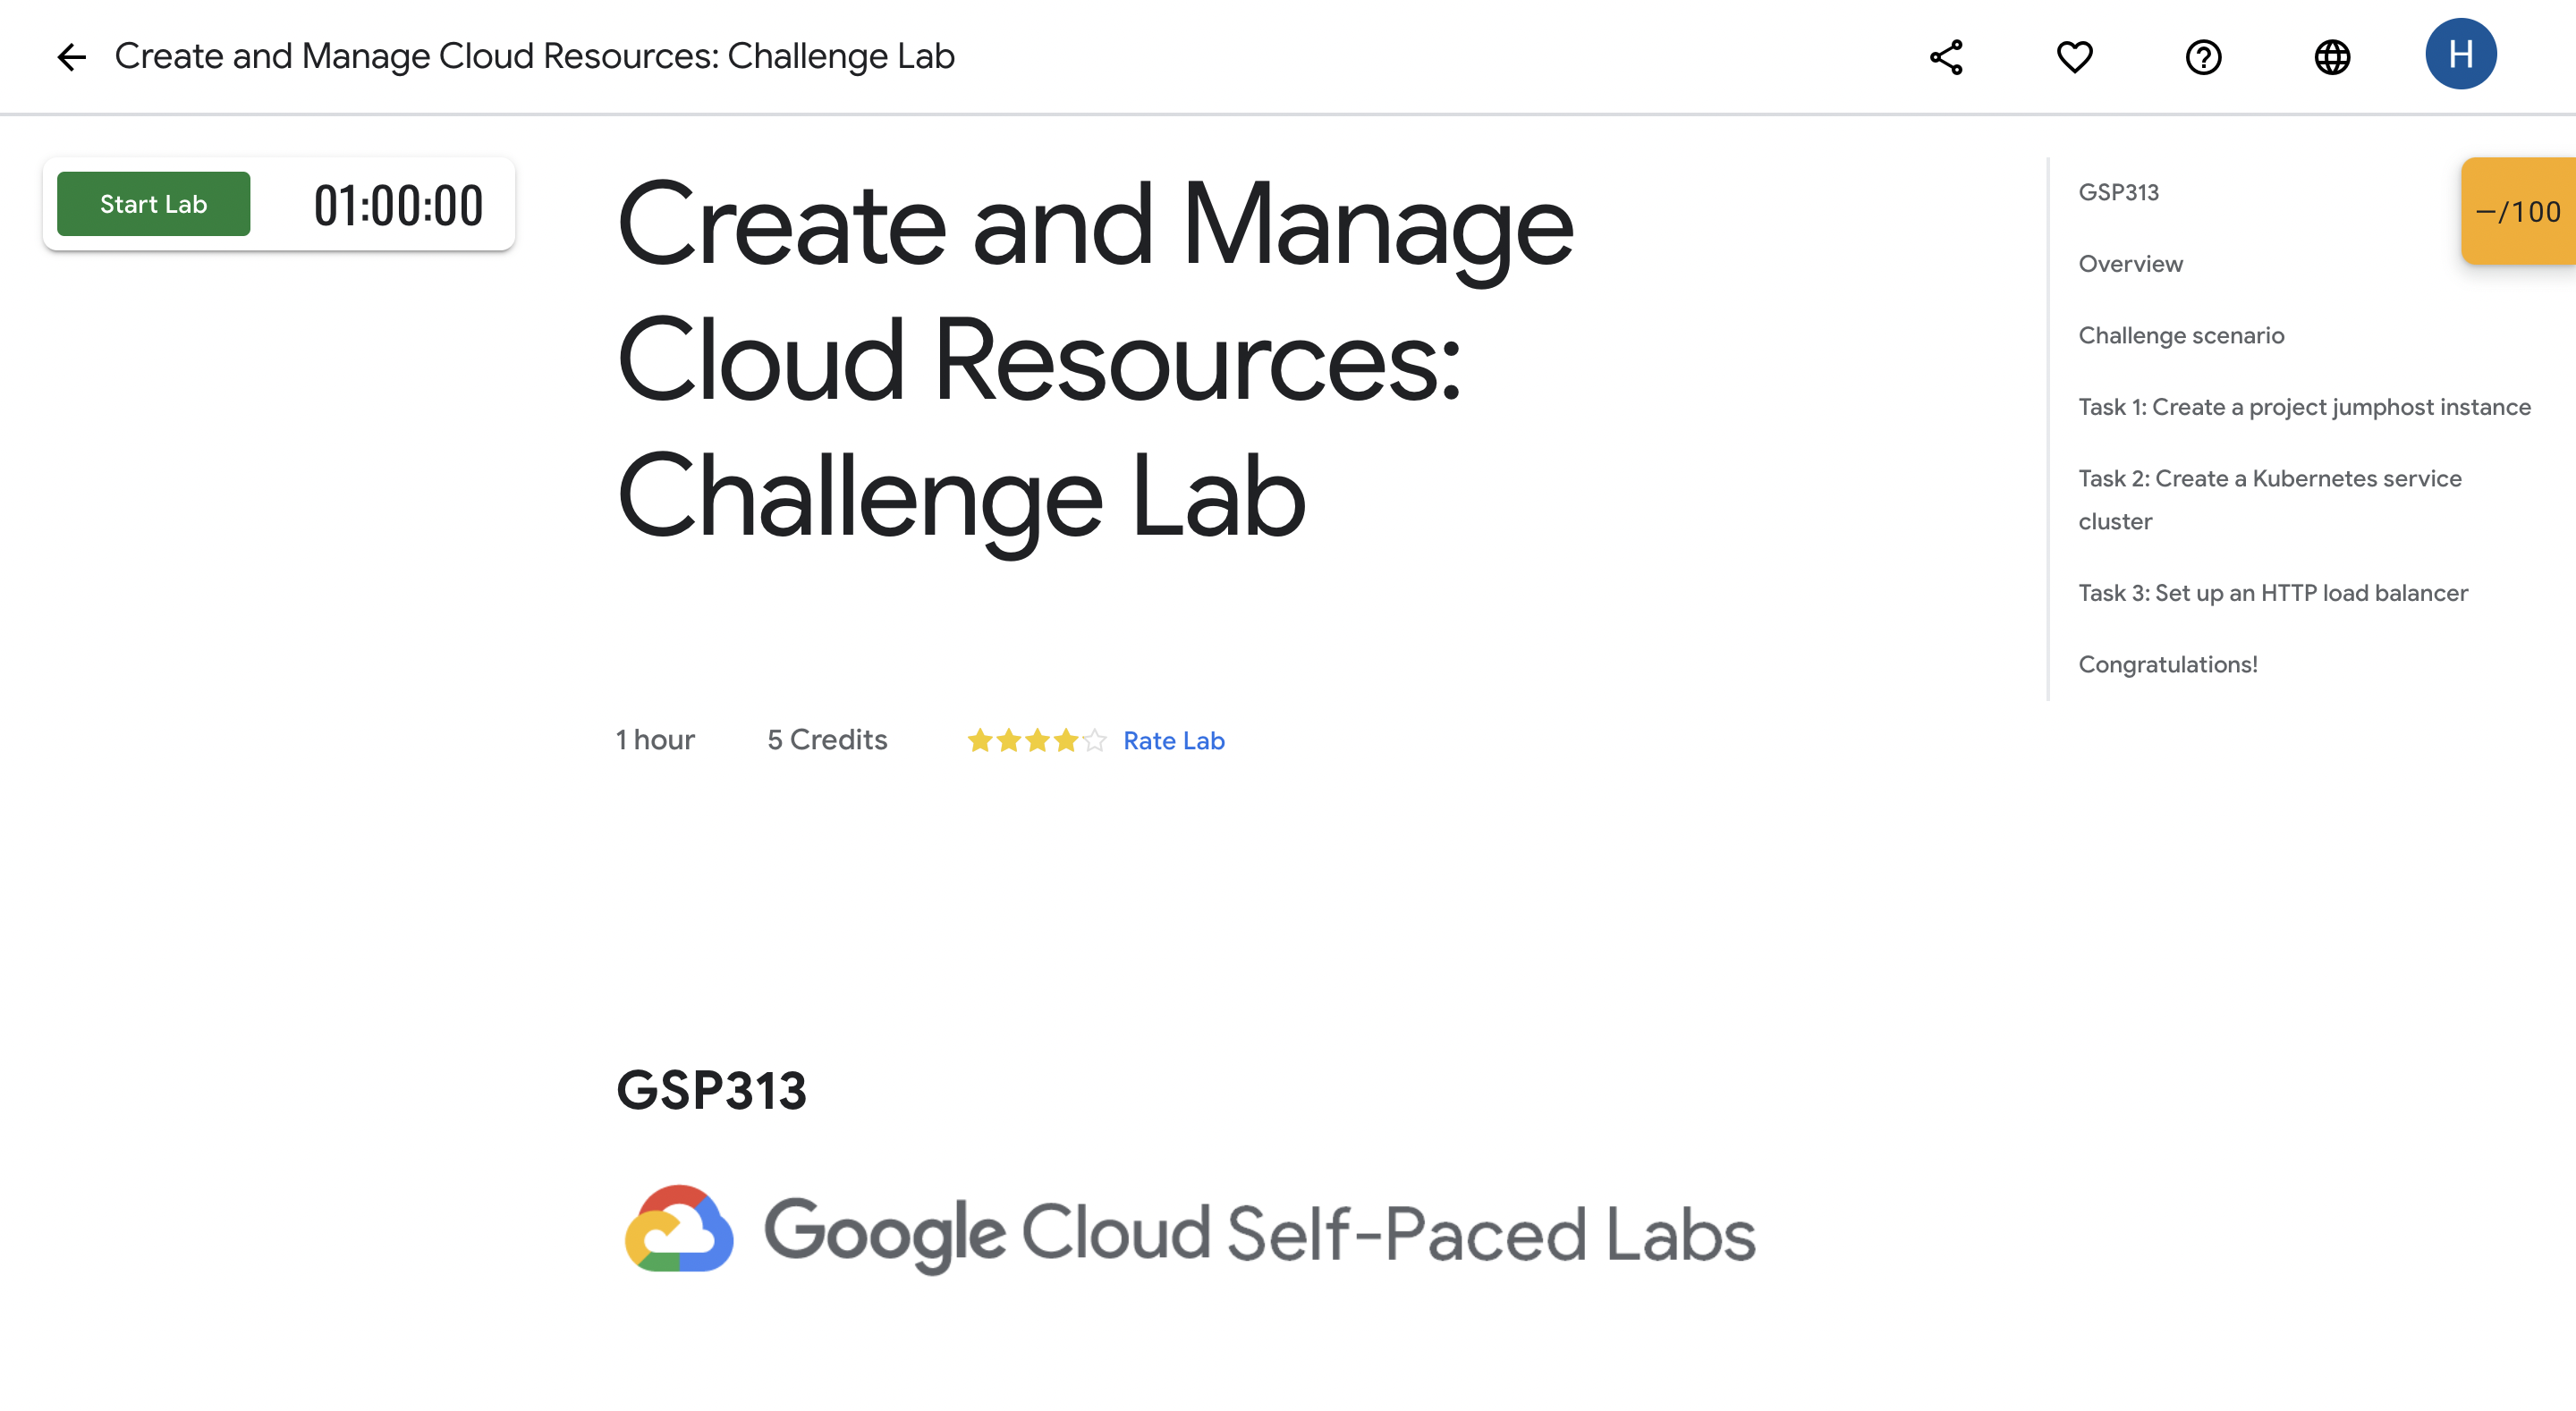 Create and Manage Cloud Resources: Challenge Lab
H
Start Lab
01:00:00
Create and Manage
Cloud Resources:
Challenge Lab
1 hour
5 Credits
Rate Lab
GSP313
Google Cloud Self-Paced Labs
GSP313
Overview
Challenge scenario
Task 1: Create a project jumphost instance
Task 2: Create a Kubernetes service
cluster
Task 3: Set up an HTTP load balancer
Congratulations!
–/100